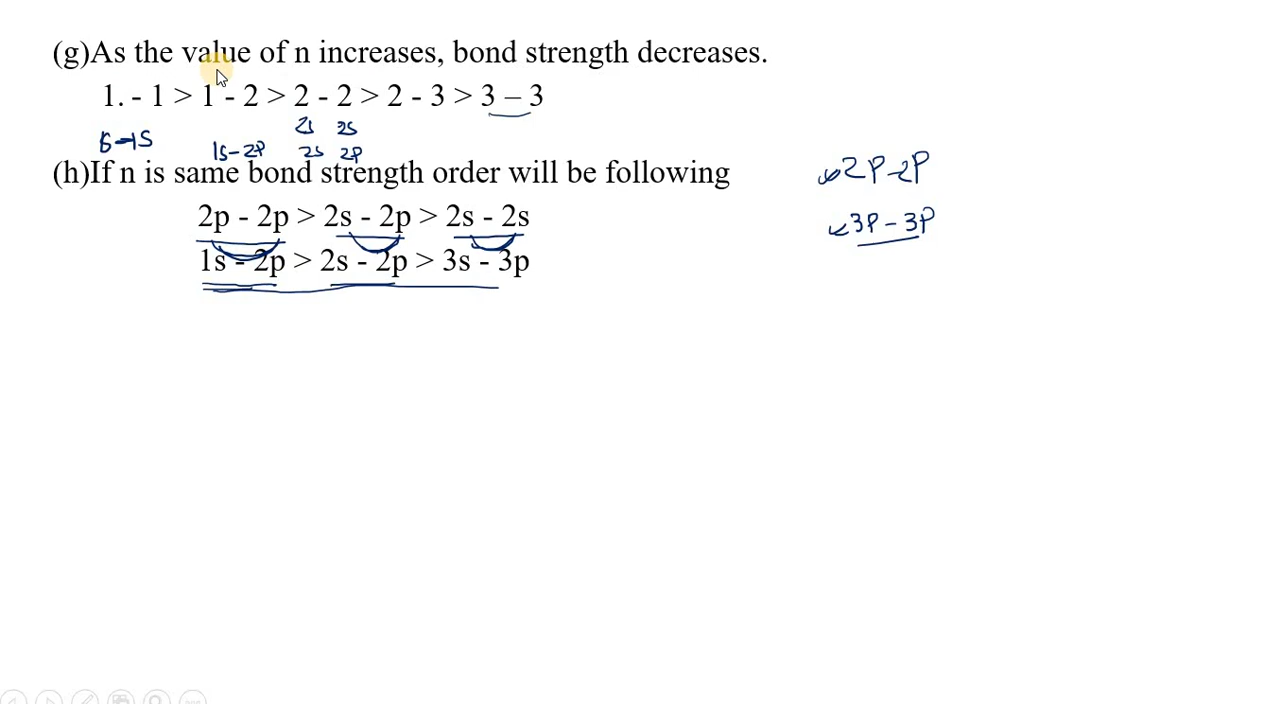 (g)As the value of n increases, bond strength decreases.
1. - 1 > 1 - 2 > 2 - 2 > 2 - 3 > 3 – 3
2s 2s
1s-2p 2s 2p
(h)If n is same bond strength order will be following
2p-2p
2p - 2p > 2s - 2p > 2s - 2s
3p-3p
1s - 2p > 2s - 2p > 3s - 3p